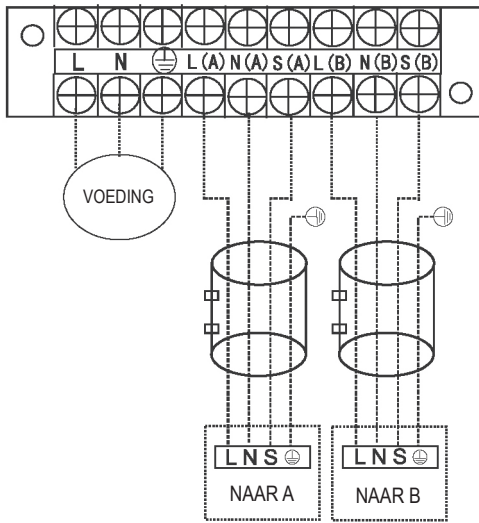 L N L(A) N(A) S(A) L(B) N(B) S(B)
VOEDING
LNS LNS
NAAR A NAAR B